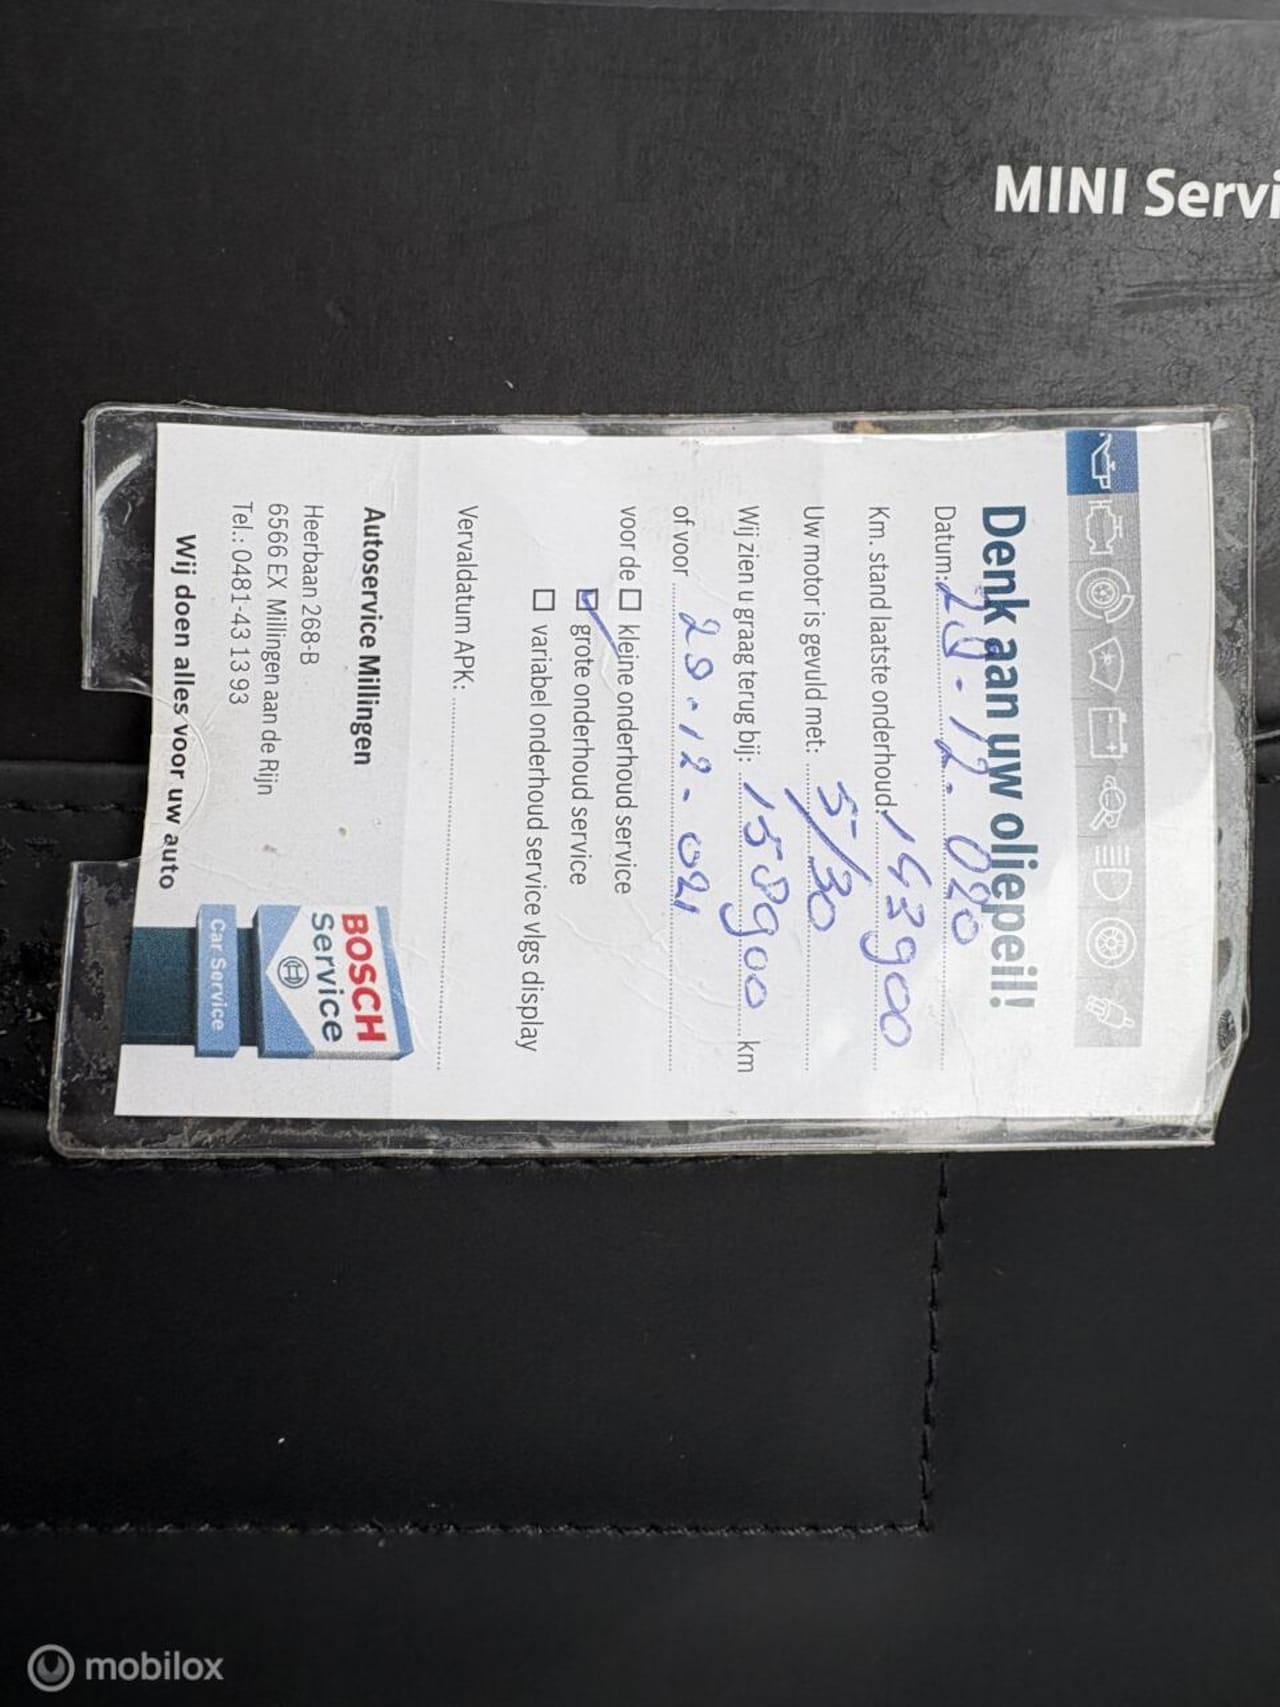 MINI Servi
Denk aan uw oliepeil!
Datum: 29-12-020
Km. stand laatste onderhoud: 143900
Uw motor is gevuld met: 5/30
Wij zien u graag terug bij: 158900 km
of voor 29-12-021
voor de ☐ kleine onderhoud service
☑ grote onderhoud service
☐ variabel onderhoud service vlgs display
Vervaldatum APK:
Autoservice Millingen
Heerbaan 268-B
6566 EX Millingen aan de Rijn
Tel.: 0481-43 13 93
Wij doen alles voor uw auto
BOSCH
Service
Car Service
mobilox